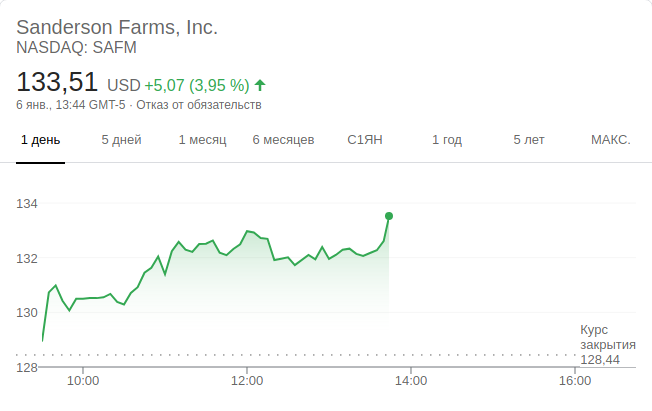 Sanderson Farms, Inc.
NASDAQ: SAFM
133,51 USD +5,07 (3,95 %)
6 янв., 13:44 GMT-5 · Отказ от обязательств
1 день 5 дней 1 месяц 6 месяцев С1ЯН 1 год 5 лет МАКС.
134
132
130
128
Курс
закрытия
128,44
10:00 12:00 14:00 16:00